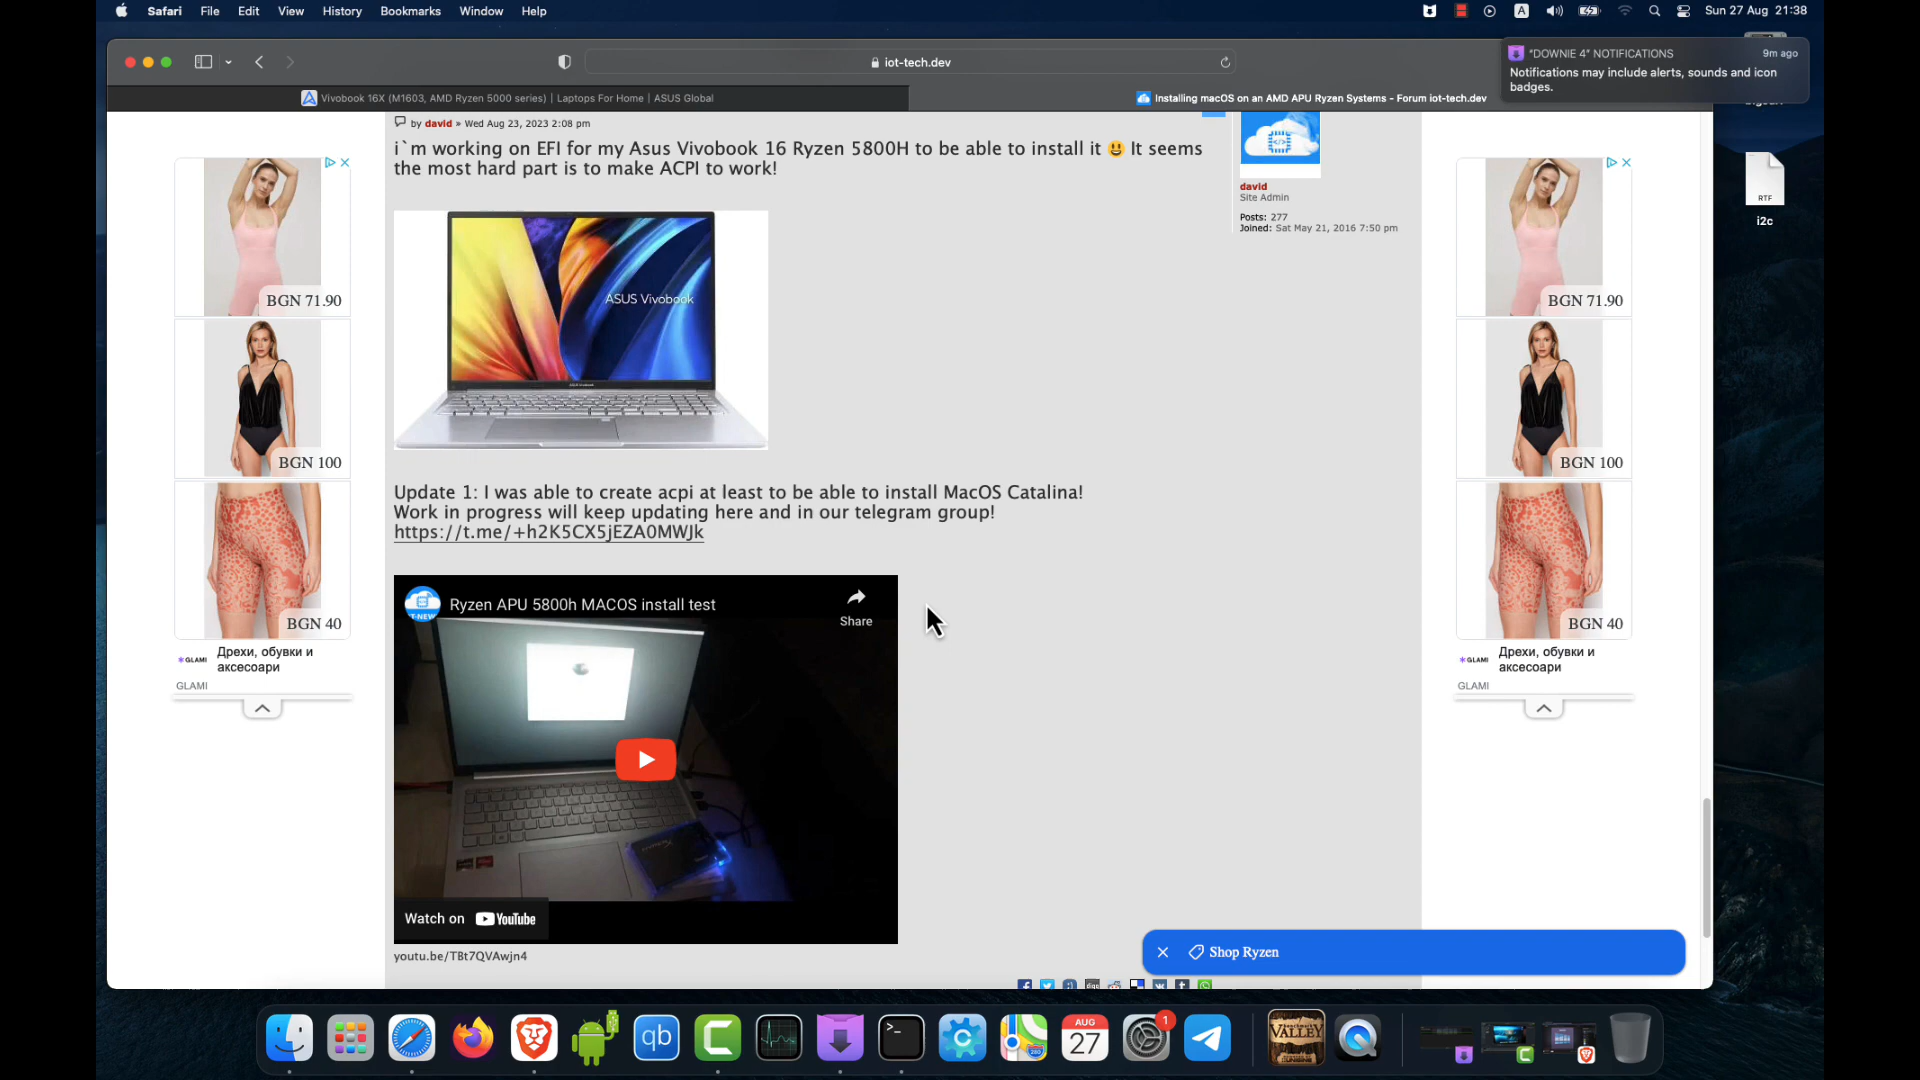 Safari File Edit View History Bookmarks Window Help
A
Sun 27 Aug 21:38
iot-tech.dev
"DOWNIE 4" NOTIFICATIONS
9m ago
Notifications may include alerts, sounds and icon
badges.
Vivobook 16X (M1603, AMD Ryzen 5000 series) | Laptops For Home | ASUS Global
Installing macOS on an AMD APU Ryzen Systems - Forum iot-tech.dev
by david » Wed Aug 23, 2023 2:08 pm
i`m working on EFI for my Asus Vivobook 16 Ryzen 5800H to be able to install it 😃 It seems
the most hard part is to make ACPI to work!
ASUS Vivobook
david
Site Admin
Posts: 277
Joined: Sat May 21, 2016 7:50 pm
RTF
i2c
BGN 71.90
BGN 100
BGN 40
GLAMI
Дрехи, обувки и
аксесоари
GLAMI
BGN 71.90
BGN 100
BGN 40
GLAMI
Дрехи, обувки и
аксесоари
GLAMI
Update 1: I was able to create acpi at least to be able to install MacOS Catalina!
Work in progress will keep updating here and in our telegram group!
https://t.me/+h2K5CX5jEZA0MWJk
Ryzen APU 5800h MACOS install test
Share
Watch on YouTube
youtu.be/TBt7QVAwjn4
Shop Ryzen
qb
AUG
27
1
VALLEY